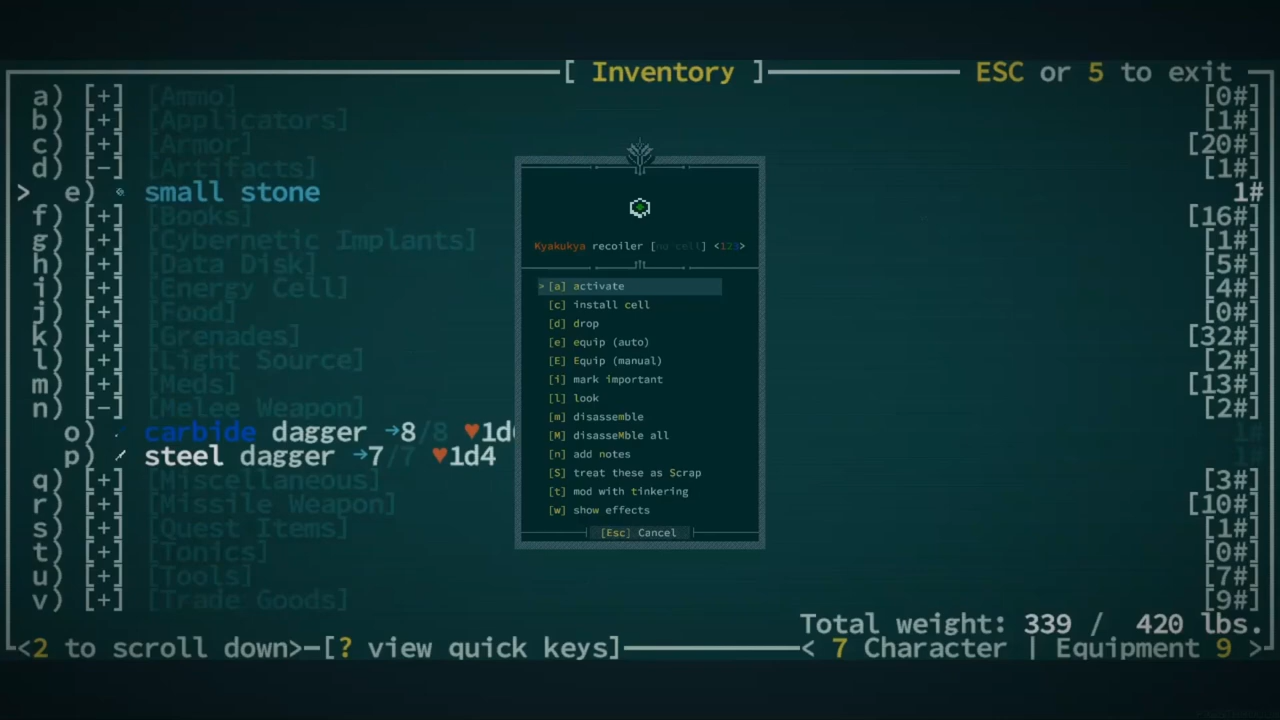 [ Inventory ] ESC or 5 to exit
a) [+] [Ammo] [0#]
b) [+] [Applicators] [1#]
c) [+] [Armor] [20#]
d) [-] [Artifacts] [1#]
> e) small stone 1#
f) [+] [Books] [16#]
g) [+] [Cybernetic Implants] [1#]
h) [+] [Data Disk] [5#]
i) [+] [Energy Cell] [4#]
j) [+] [Food] [0#]
k) [+] [Grenades] [32#]
l) [+] [Light Source] [2#]
m) [+] [Meds] [13#]
n) [-] [Melee Weapon] [2#]
o) carbide dagger →8/8 ♥1d
p) steel dagger →7/7 ♥1d4
q) [+] [Miscellaneous] [3#]
r) [+] [Missile Weapon] [10#]
s) [+] [Quest Items] [1#]
t) [+] [Tonics] [0#]
u) [+] [Tools] [7#]
v) [+] [Trade Goods] [9#]
Total weight: 339 / 420 lbs.
<2 to scroll down> [? view quick keys] < 7 Character | Equipment 9 >
Kyakukya recoiler [no cell] <123>
> [a] activate
[c] install cell
[d] drop
[e] equip (auto)
[E] Equip (manual)
[i] mark important
[l] look
[m] disassemble
[M] disasseMble all
[n] add notes
[S] treat these as Scrap
[t] mod with tinkering
[w] show effects
[Esc] Cancel